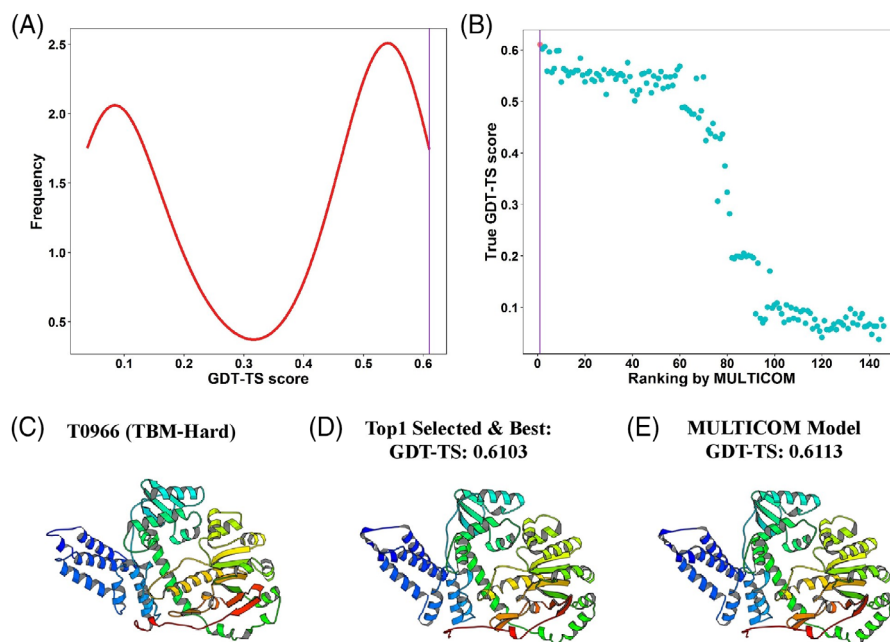 (A)
2.5
2.0
1.5
1.0
0.5
Frequency
0.1
0.2
0.3
0.4
0.5
0.6
GDT-TS score
(B)
0.6
0.5
0.4
0.3
0.2
0.1
True GDT-TS score
0
20
40
60
80
100
120
140
Ranking by MULTICOM
(C)
T0966 (TBM-Hard)
(D)
Top1 Selected & Best:
GDT-TS: 0.6103
(E)
MULTICOM Model
GDT-TS: 0.6113